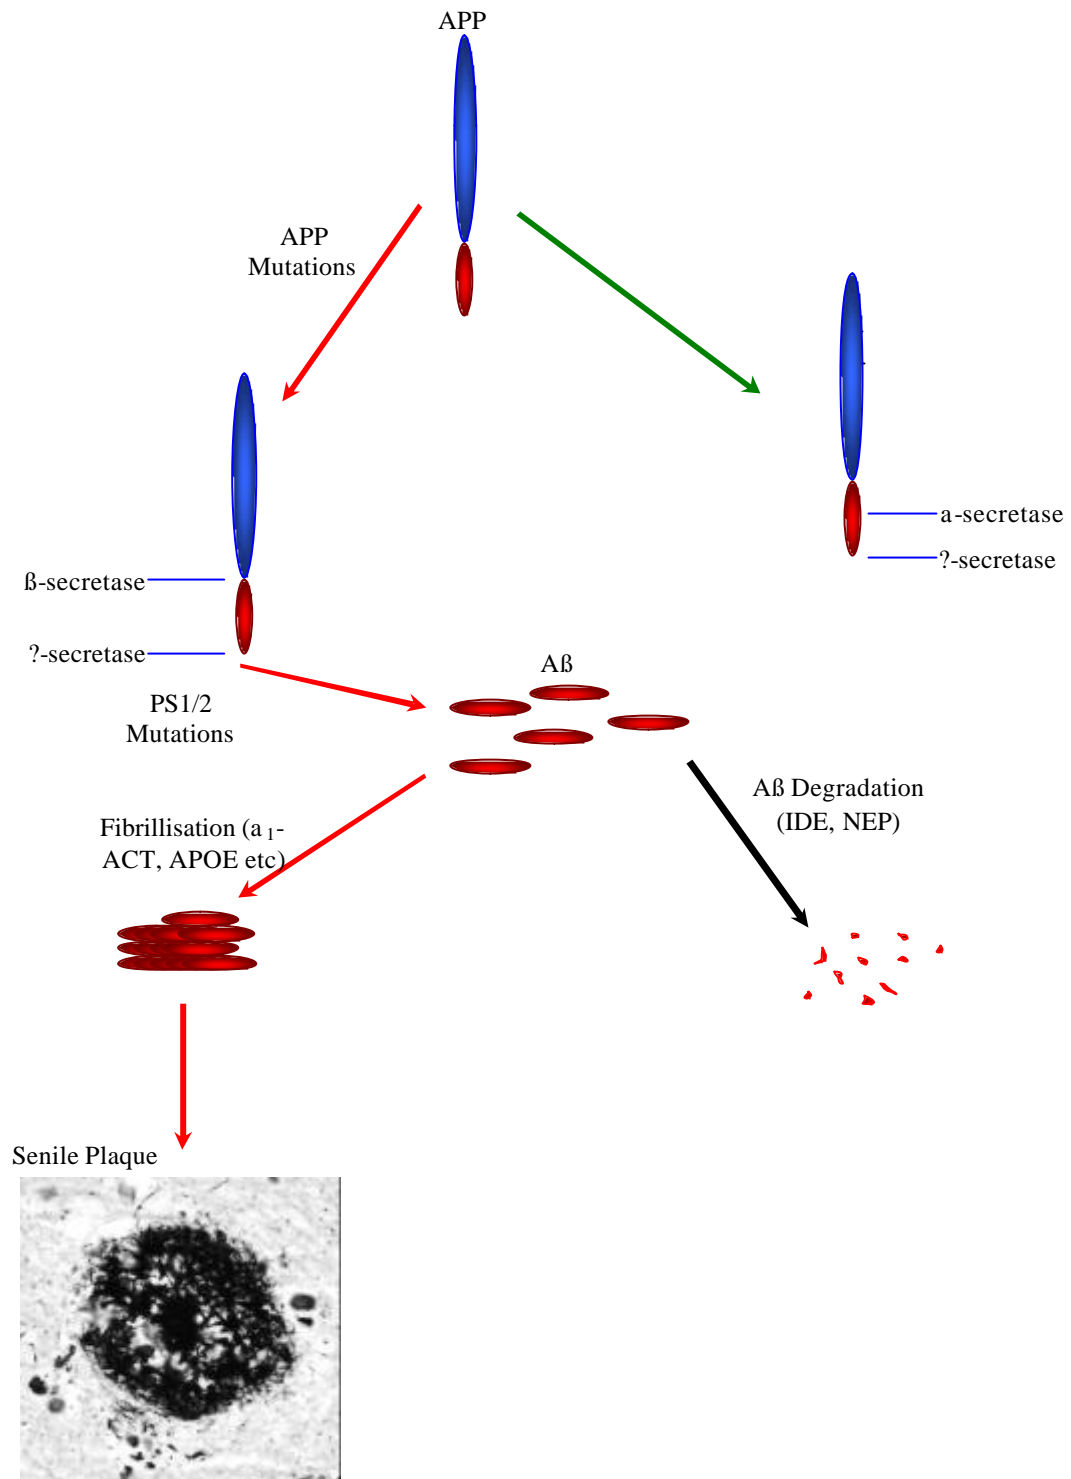 APP
APP
Mutations
a-secretase
?-secretase
ß-secretase
?-secretase
PS1/2
Mutations
Aß
Aß Degradation
(IDE, NEP)
Fibrillisation (a 1-
ACT, APOE etc)
Senile Plaque